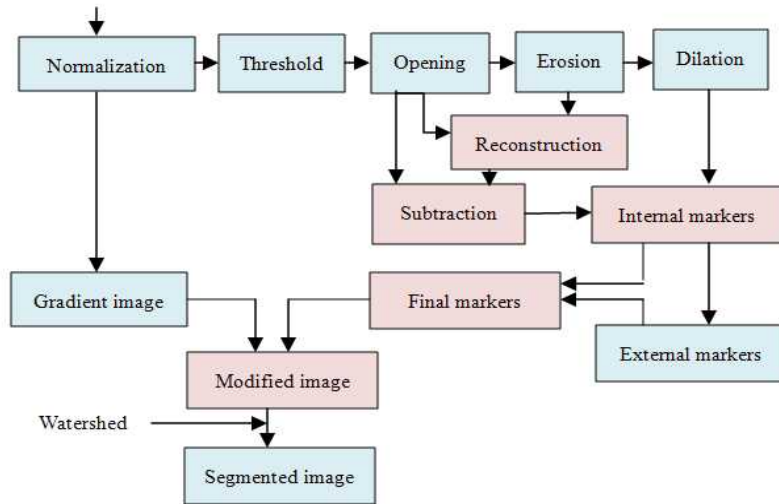 Normalization
Threshold
Opening
Erosion
Dilation
Reconstruction
Subtraction
Internal markers
Gradient image
Final markers
External markers
Modified image
Watershed
Segmented image